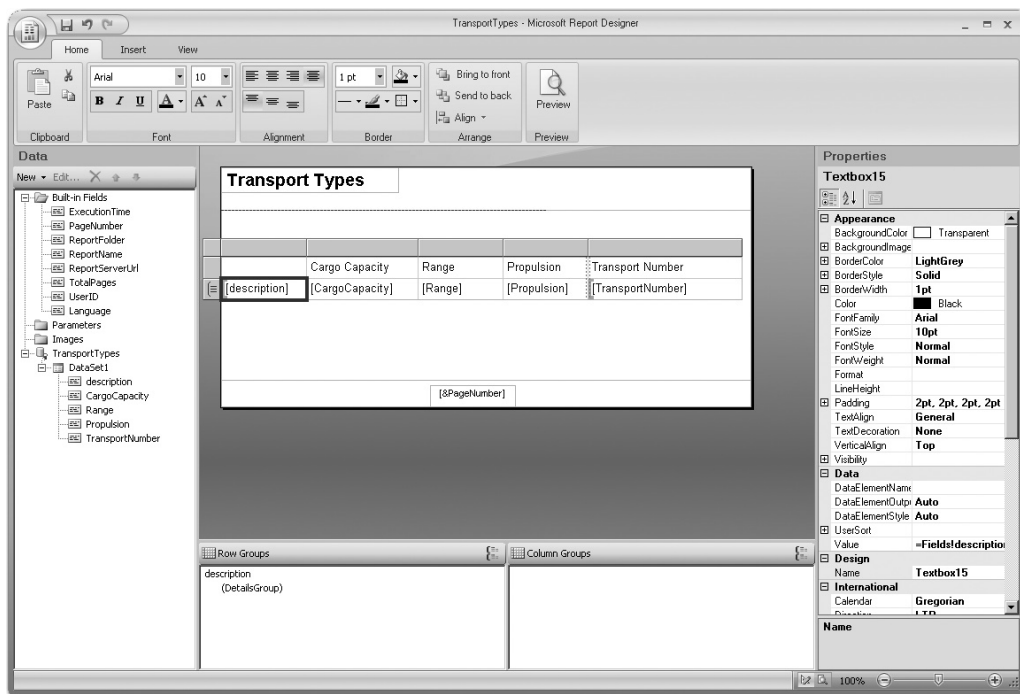 TransportTypes - Microsoft Report Designer
Home Insert View
Paste
Arial 10
B I U A A A
1 pt
Bring to front
Send to back
Align
Preview
Clipboard Font Alignment Border Arrange Preview
Data
New Edit...
Built-in Fields
ExecutionTime
PageNumber
ReportFolder
ReportName
ReportServerUrl
TotalPages
UserID
Language
Parameters
Images
TransportTypes
DataSet1
description
CargoCapacity
Range
Propulsion
TransportNumber
Transport Types
Cargo Capacity Range Propulsion Transport Number
[description] [CargoCapacity] [Range] [Propulsion] [TransportNumber]
[&PageNumber]
Row Groups
description
(DetailsGroup)
Column Groups
Properties
Textbox15
Appearance
BackgroundColor Transparent
BackgroundImage
BorderColor LightGrey
BorderStyle Solid
BorderWidth 1pt
Color Black
FontFamily Arial
FontSize 10pt
FontStyle Normal
FontWeight Normal
Format
LineHeight
Padding 2pt, 2pt, 2pt, 2pt
TextAlign General
TextDecoration None
VerticalAlign Top
Visibility
Data
DataElementName
DataElementOutp Auto
DataElementStyle Auto
UserSort
Value =Fields!description
Design
Name Textbox15
International
Calendar Gregorian
Name
100%